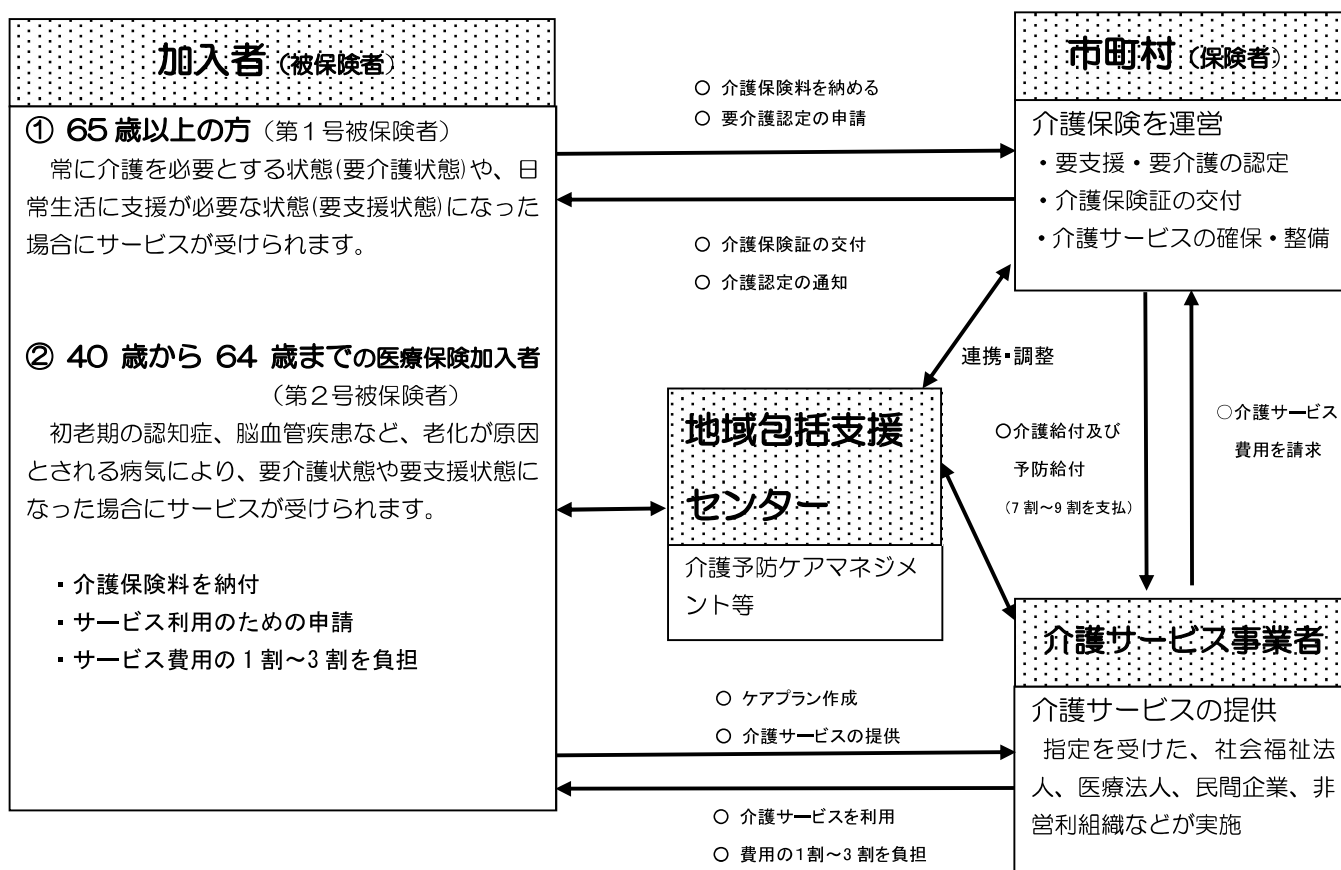 加入者(被保険者)
① 65歳以上の方(第1号被保険者)
常に介護を必要とする状態(要介護状態)や、日
常生活に支援が必要な状態(要支援状態)になった
場合にサービスが受けられます。
② 40歳から 64 歳までの医療保険加入者
(第2号被保険者)
初老期の認知症、脳血管疾患など、老化が原因
とされる病気により、要介護状態や要支援状態に
なった場合にサービスが受けられます。
・介護保険料を納付
・サービス利用のための申請
・サービス費用の1割～3割を負担
○ 介護保険料を納める
○ 要介護認定の申請
○ 介護保険証の交付
○ 介護認定の通知
市町村(保険者)
介護保険を運営
・要支援・要介護の認定
・介護保険証の交付
・介護サービスの確保・整備
連携・調整
地域包括支援
センター
介護予防ケアマネジメ
ント等
○介護給付及び
予防給付
(7割～9割を支払)
○介護サービス
費用を請求
○ ケアプラン作成
○ 介護サービスの提供
○ 介護サービスを利用
○ 費用の1割～3割を負担
介護サービス事業者
介護サービスの提供
指定を受けた、社会福祉法
人、医療法人、民間企業、非
営利組織などが実施